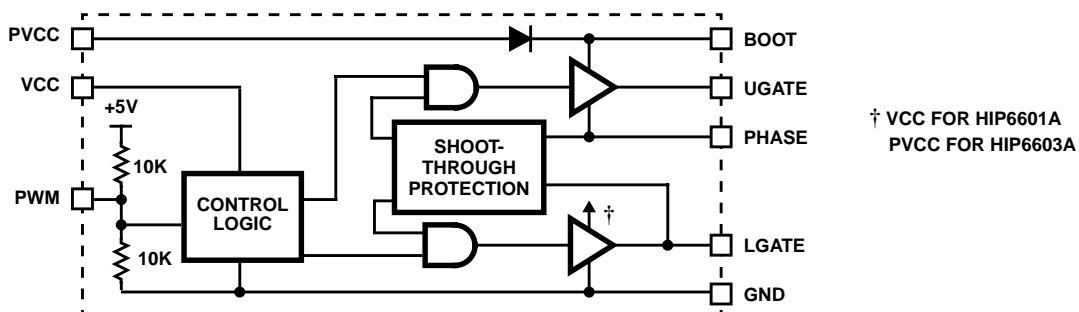 PVCC
BOOT
VCC
UGATE
+5V
† VCC FOR HIP6601A
PVCC FOR HIP6603A
PHASE
SHOOT-
THROUGH
PROTECTION
10K
PWM
CONTROL
LOGIC
†
LGATE
10K
GND